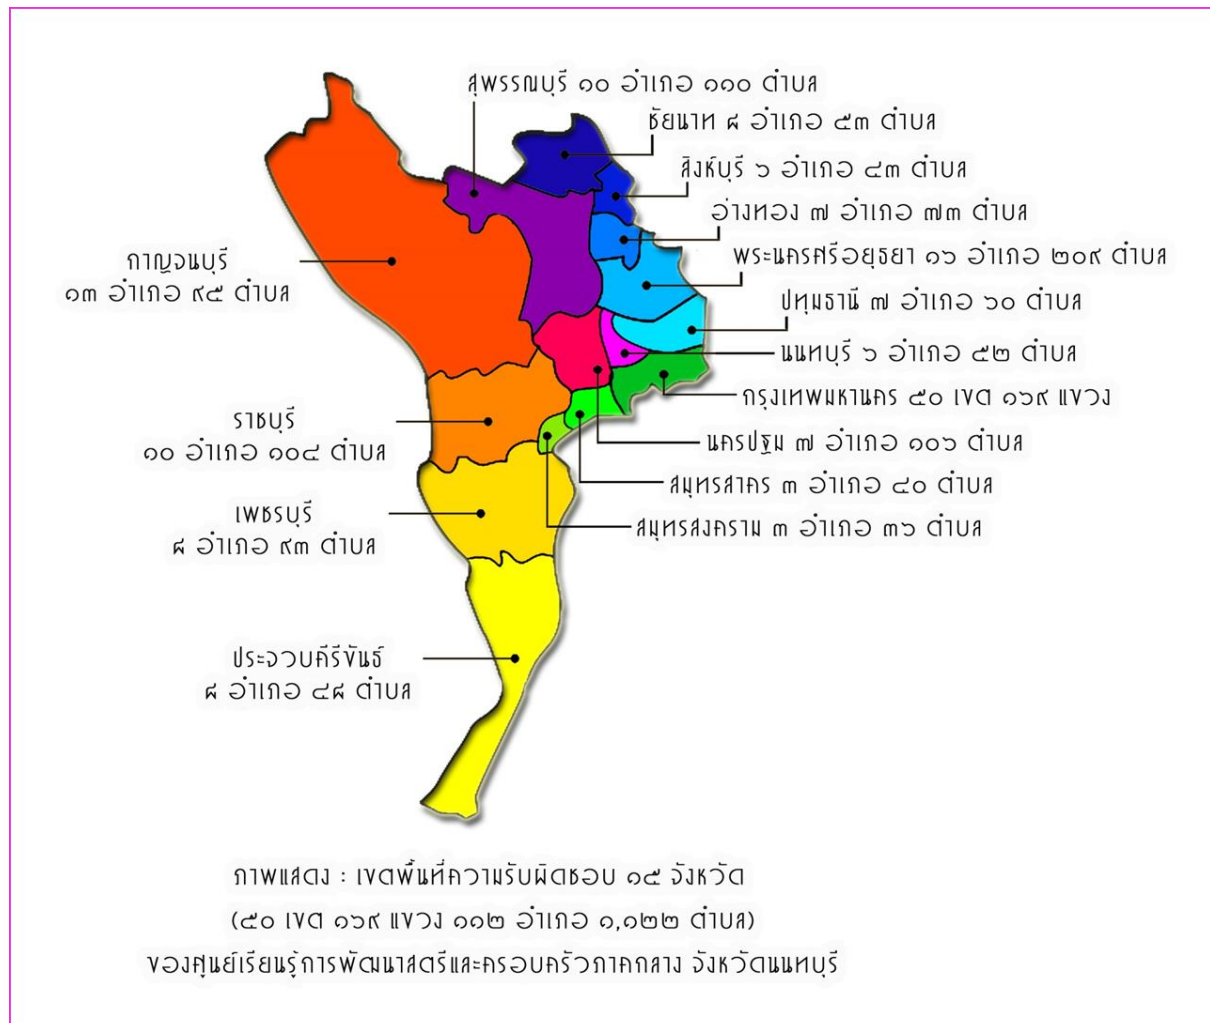 สุพรรณบุรี ๑๐ อำเภอ ๑๑๐ ตำบล
ชัยนาท ๘ อำเภอ ๕๓ ตำบล
สิงห์บุรี ๖ อำเภอ ๔๓ ตำบล
อ่างทอง ๗ อำเภอ ๗๓ ตำบล
พระนครศรีอยุธยา ๑๖ อำเภอ ๒๐๙ ตำบล
กาญจนบุรี
๑๓ อำเภอ ๙๕ ตำบล
ปทุมธานี ๗ อำเภอ ๖๐ ตำบล
นนทบุรี ๖ อำเภอ ๕๒ ตำบล
กรุงเทพมหานคร ๕๐ เขต ๑๖๙ แขวง
ราชบุรี
๑๐ อำเภอ ๑๐๔ ตำบล
นครปฐม ๗ อำเภอ ๑๐๖ ตำบล
สมุทรสาคร ๓ อำเภอ ๔๐ ตำบล
เพชรบุรี
๘ อำเภอ ๙๓ ตำบล
สมุทรสงคราม ๓ อำเภอ ๓๖ ตำบล
ประจวบคีรีขันธ์
๘ อำเภอ ๔๘ ตำบล
ภาพแสดง : เขตพื้นที่ความรับผิดชอบ ๑๕ จังหวัด
(๕๐ เขต ๑๖๙ แขวง ๑๑๒ อำเภอ ๑,๑๒๒ ตำบล)
ของศูนย์เรียนรู้การพัฒนาสตรีและครอบครัวภาคกลาง จังหวัดนนทบุรี